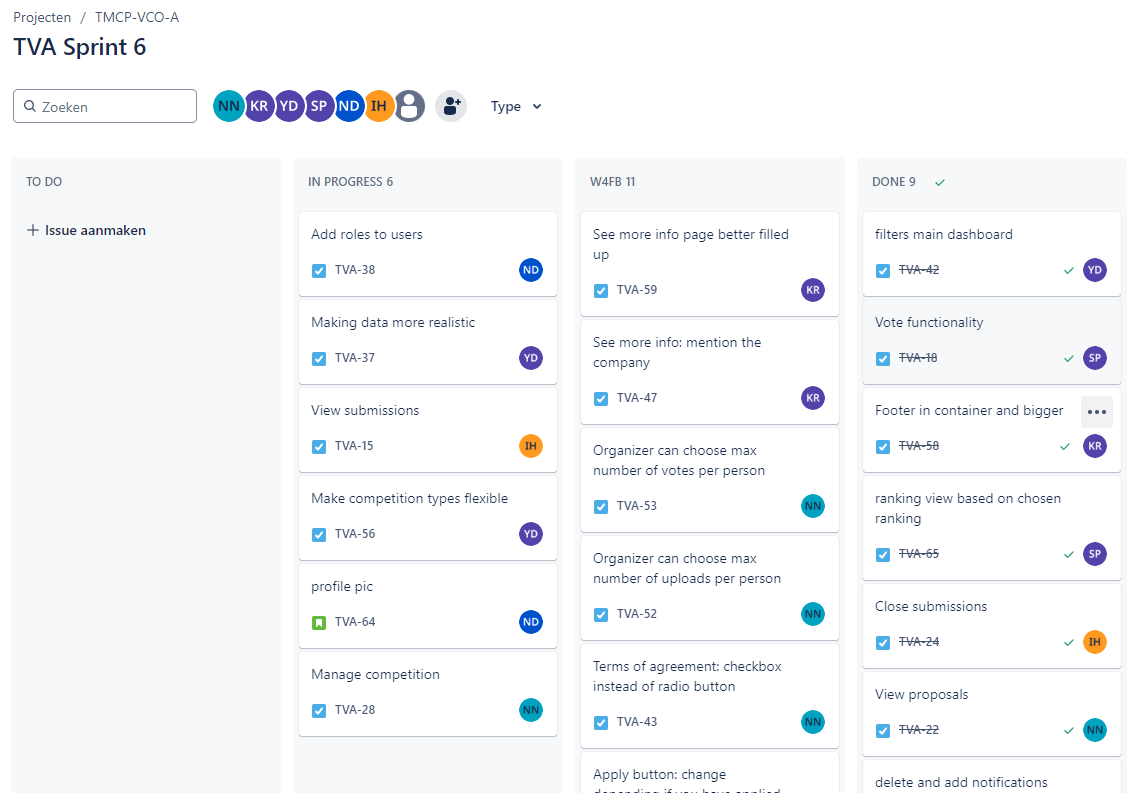 Projecten / TMCP-VCO-A
TVA Sprint 6
Zoeken
NN KR YD SP ND IH
Type
TO DO
Issue aanmaken
IN PROGRESS 6
Add roles to users
TVA-38
ND
Making data more realistic
TVA-37
YD
View submissions
TVA-15
IH
Make competition types flexible
TVA-56
YD
profile pic
TVA-64
ND
Manage competition
TVA-28
NN
W4FB 11
See more info page better filled
up
TVA-59
KR
See more info: mention the
company
TVA-47
KR
Organizer can choose max
number of votes per person
TVA-53
NN
Organizer can choose max
number of uploads per person
TVA-52
NN
Terms of agreement: checkbox
instead of radio button
TVA-43
NN
Apply button: change
depending if you have applied
DONE 9
filters main dashboard
TVA-42
YD
Vote functionality
TVA-18
SP
Footer in container and bigger
TVA-58
KR
ranking view based on chosen
ranking
TVA-65
SP
Close submissions
TVA-24
IH
View proposals
TVA-22
NN
delete and add notifications